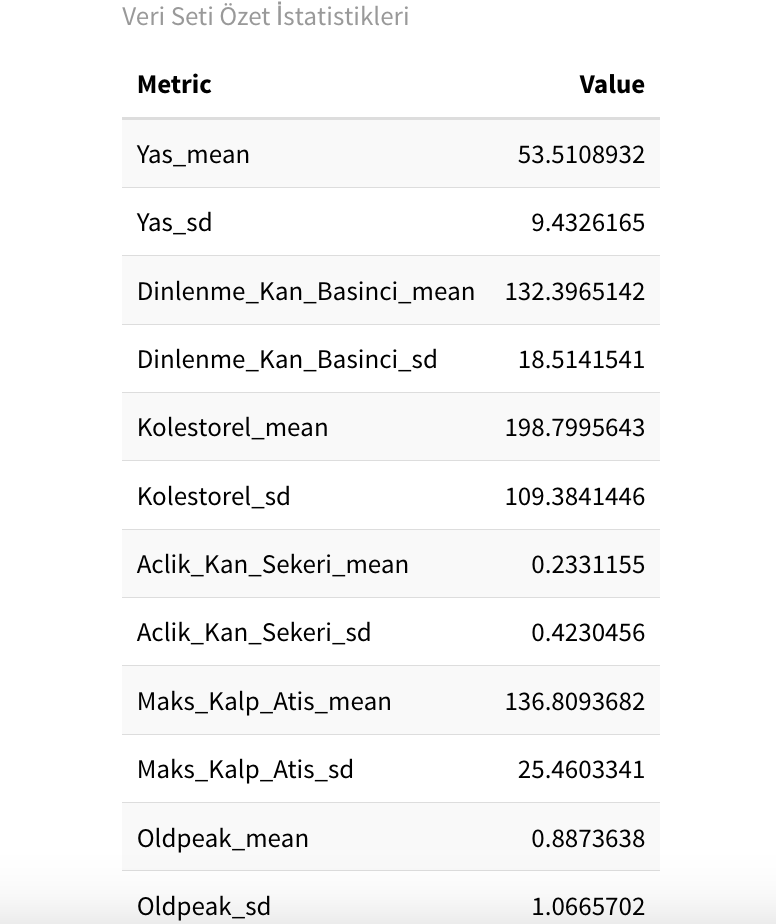 Veri Seti Özet İstatistikleri
Metric Value
Yas_mean 53.5108932
Yas_sd 9.4326165
Dinlenme_Kan_Basinci_mean 132.3965142
Dinlenme_Kan_Basinci_sd 18.5141541
Kolestorel_mean 198.7995643
Kolestorel_sd 109.3841446
Aclik_Kan_Sekeri_mean 0.2331155
Aclik_Kan_Sekeri_sd 0.4230456
Maks_Kalp_Atis_mean 136.8093682
Maks_Kalp_Atis_sd 25.4603341
Oldpeak_mean 0.8873638
Oldpeak_sd 1.0665702